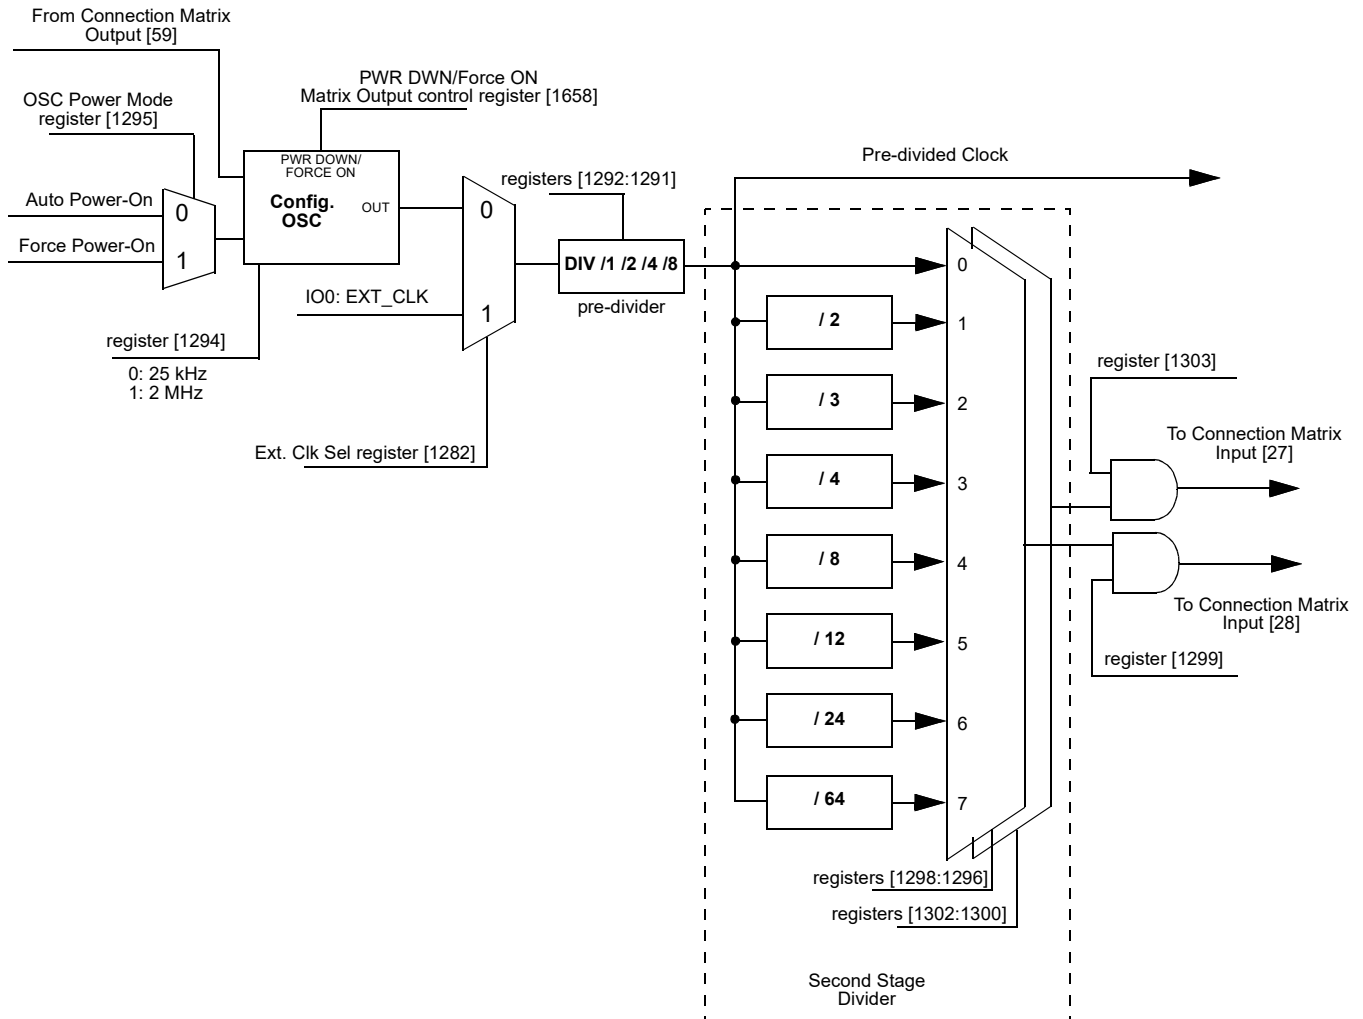 From Connection Matrix
Output [59]
PWR DWN/Force ON
Matrix Output control register [1658]
OSC Power Mode
register [1295]
PWR DOWN/
FORCE ON
Config.
OSC
OUT
Auto Power-On
0
Force Power-On
1
register [1294]
0: 25 kHz
1: 2 MHz
0
IO0: EXT_CLK
1
Ext. Clk Sel register [1282]
registers [1292:1291]
DIV /1 /2 /4 /8
pre-divider
Pre-divided Clock
0
/ 2
1
/ 3
2
/ 4
3
/ 8
4
/ 12
5
/ 24
6
/ 64
7
registers [1298:1296]
registers [1302:1300]
Second Stage
Divider
register [1303]
To Connection Matrix
Input [27]
To Connection Matrix
Input [28]
register [1299]